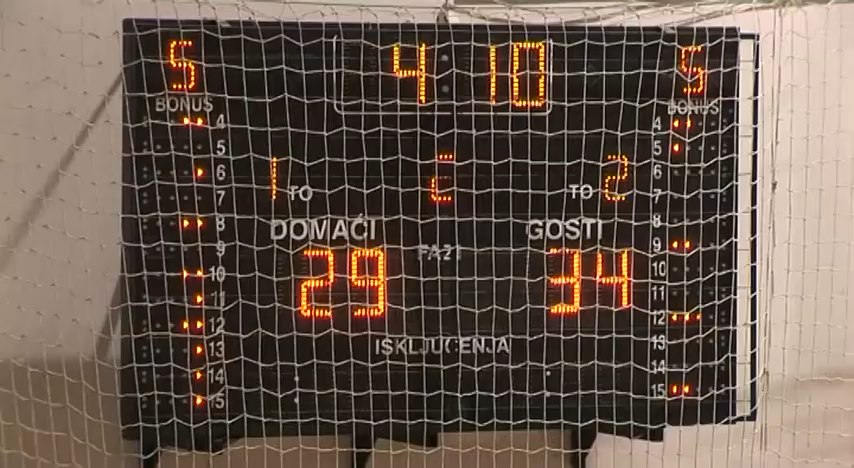 5 4 10 5
BONUS BONUS
4 4
5 5
6 6
7 7
1 TO TO 2
8 8
DOMAĆI GOSTI
9 9
FAZI
10 10
29 34
11 11
12 12
13 13
ISKLJUČENJA
14 14
15 15